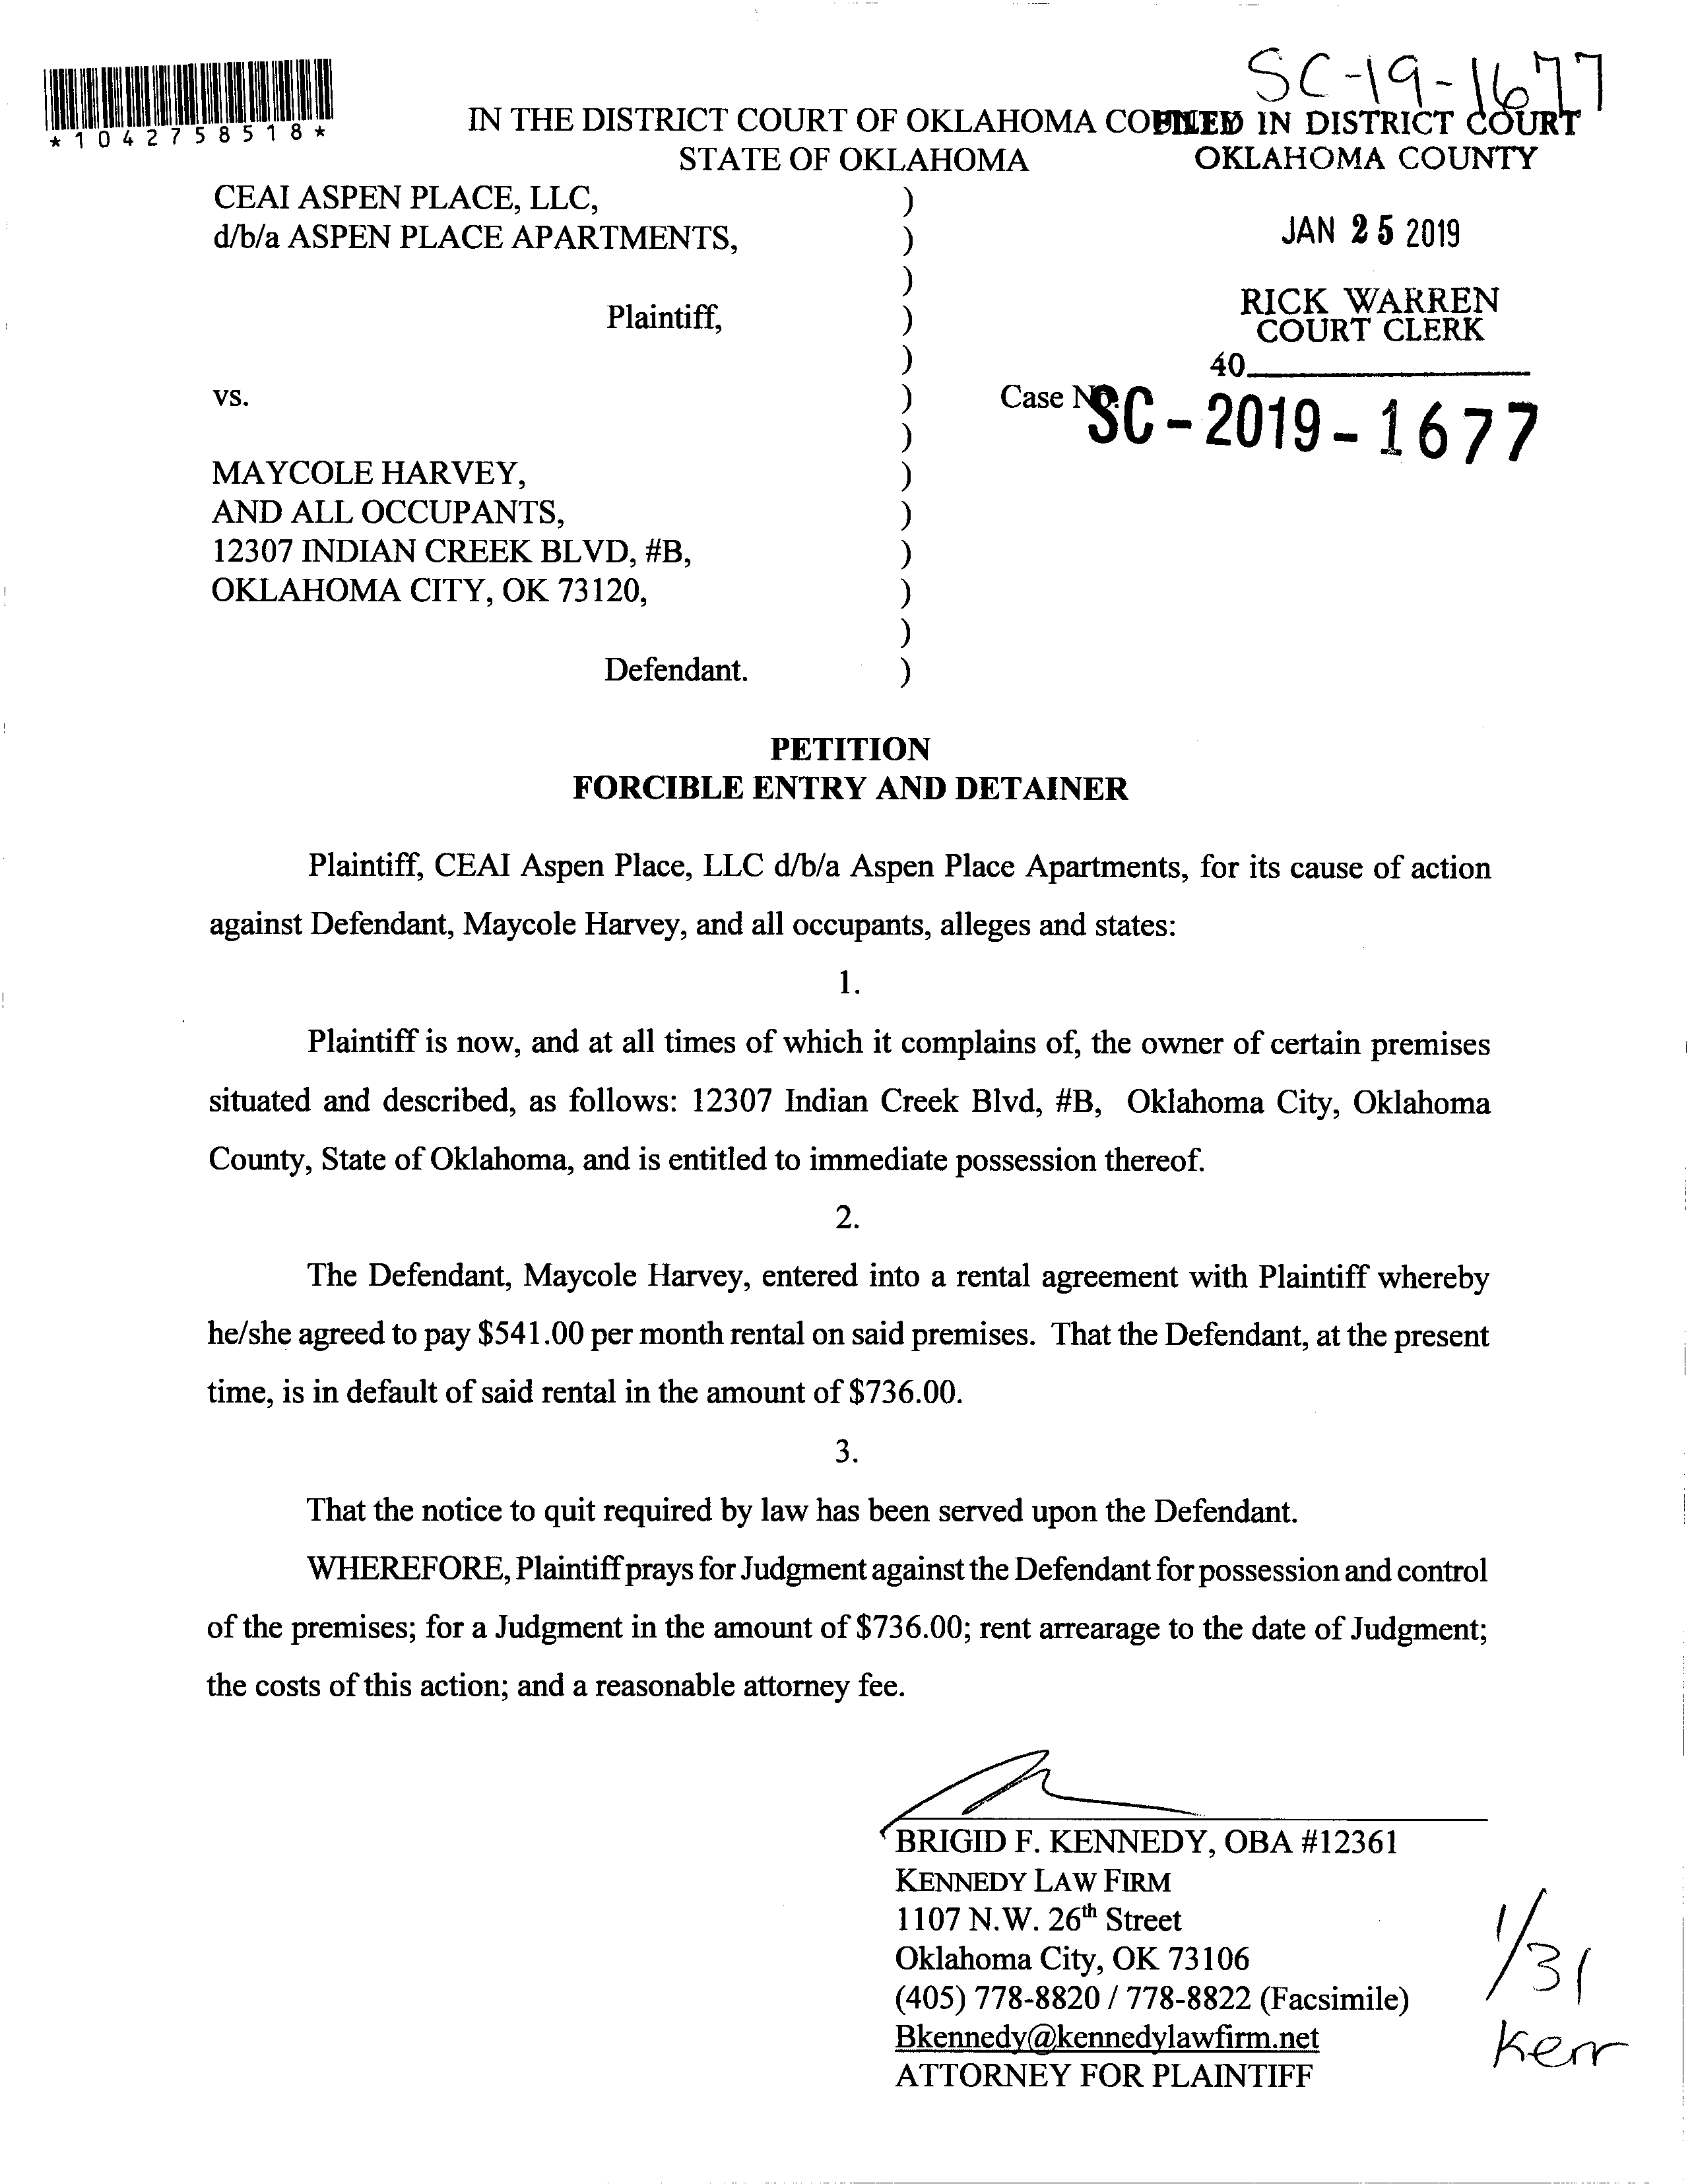 SC-19-1677
*1042758518*
IN THE DISTRICT COURT OF OKLAHOMA COUNTY
FILED IN DISTRICT COURT
STATE OF OKLAHOMA
OKLAHOMA COUNTY
CEAI ASPEN PLACE, LLC, )
d/b/a ASPEN PLACE APARTMENTS, )
JAN 25 2019
)
Plaintiff, )
RICK WARREN
COURT CLERK
)
40
vs. )
Case No.
SC-2019-1677
)
MAYCOLE HARVEY, )
AND ALL OCCUPANTS, )
12307 INDIAN CREEK BLVD, #B, )
OKLAHOMA CITY, OK 73120, )
)
Defendant. )
PETITION
FORCIBLE ENTRY AND DETAINER
Plaintiff, CEAI Aspen Place, LLC d/b/a Aspen Place Apartments, for its cause of action
against Defendant, Maycole Harvey, and all occupants, alleges and states:
1.
Plaintiff is now, and at all times of which it complains of, the owner of certain premises
situated and described, as follows: 12307 Indian Creek Blvd, #B, Oklahoma City, Oklahoma
County, State of Oklahoma, and is entitled to immediate possession thereof.
2.
The Defendant, Maycole Harvey, entered into a rental agreement with Plaintiff whereby
he/she agreed to pay $541.00 per month rental on said premises. That the Defendant, at the present
time, is in default of said rental in the amount of $736.00.
3.
That the notice to quit required by law has been served upon the Defendant.
WHEREFORE, Plaintiff prays for Judgment against the Defendant for possession and control
of the premises; for a Judgment in the amount of $736.00; rent arrearage to the date of Judgment;
the costs of this action; and a reasonable attorney fee.
BRIGID F. KENNEDY, OBA #12361
KENNEDY LAW FIRM
1107 N.W. 26th Street
Oklahoma City, OK 73106
(405) 778-8820 / 778-8822 (Facsimile)
Bkennedy@kennedylawfirm.net
ATTORNEY FOR PLAINTIFF
1/31
Kerr